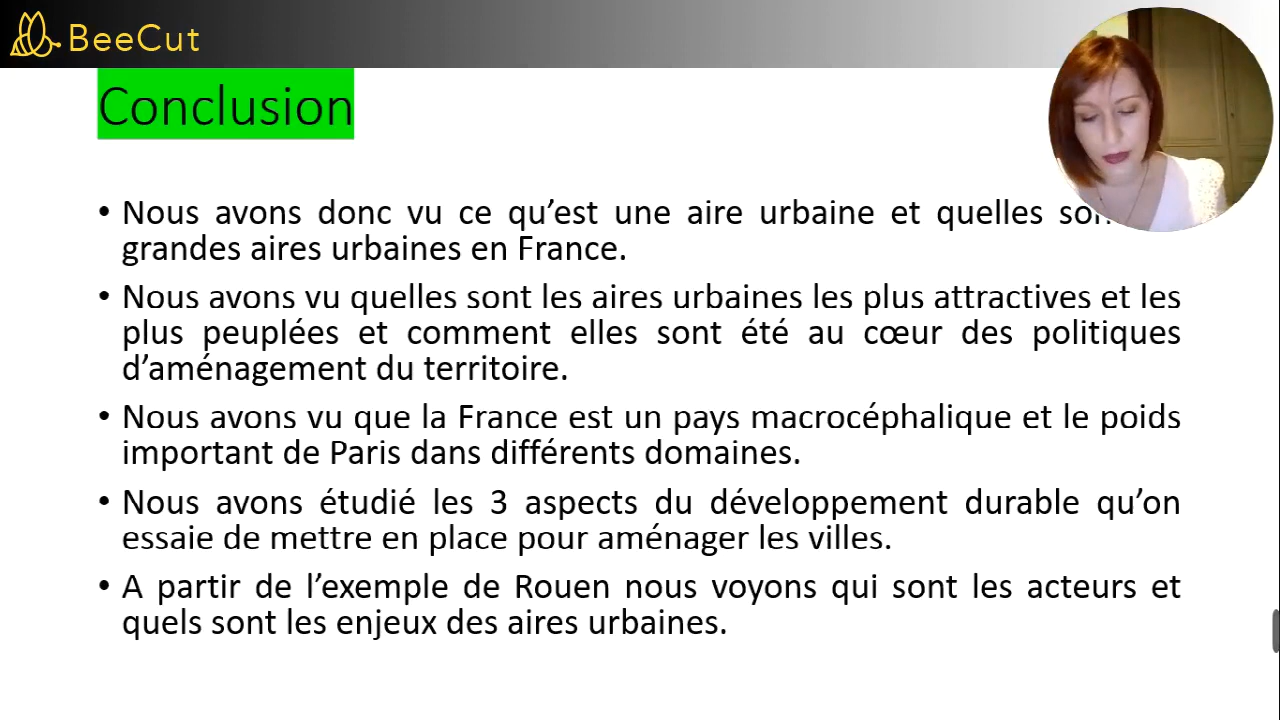 BeeCut
Conclusion
• Nous avons donc vu ce qu’est une aire urbaine et quelles
grandes aires urbaines en France.
• Nous avons vu quelles sont les aires urbaines les plus attractives et les
plus peuplées et comment elles sont été au cœur des politiques
d’aménagement du territoire.
• Nous avons vu que la France est un pays macrocéphalique et le poids
important de Paris dans différents domaines.
• Nous avons étudié les 3 aspects du développement durable qu’on
essaie de mettre en place pour aménager les villes.
• A partir de l’exemple de Rouen nous voyons qui sont les acteurs et
quels sont les enjeux des aires urbaines.